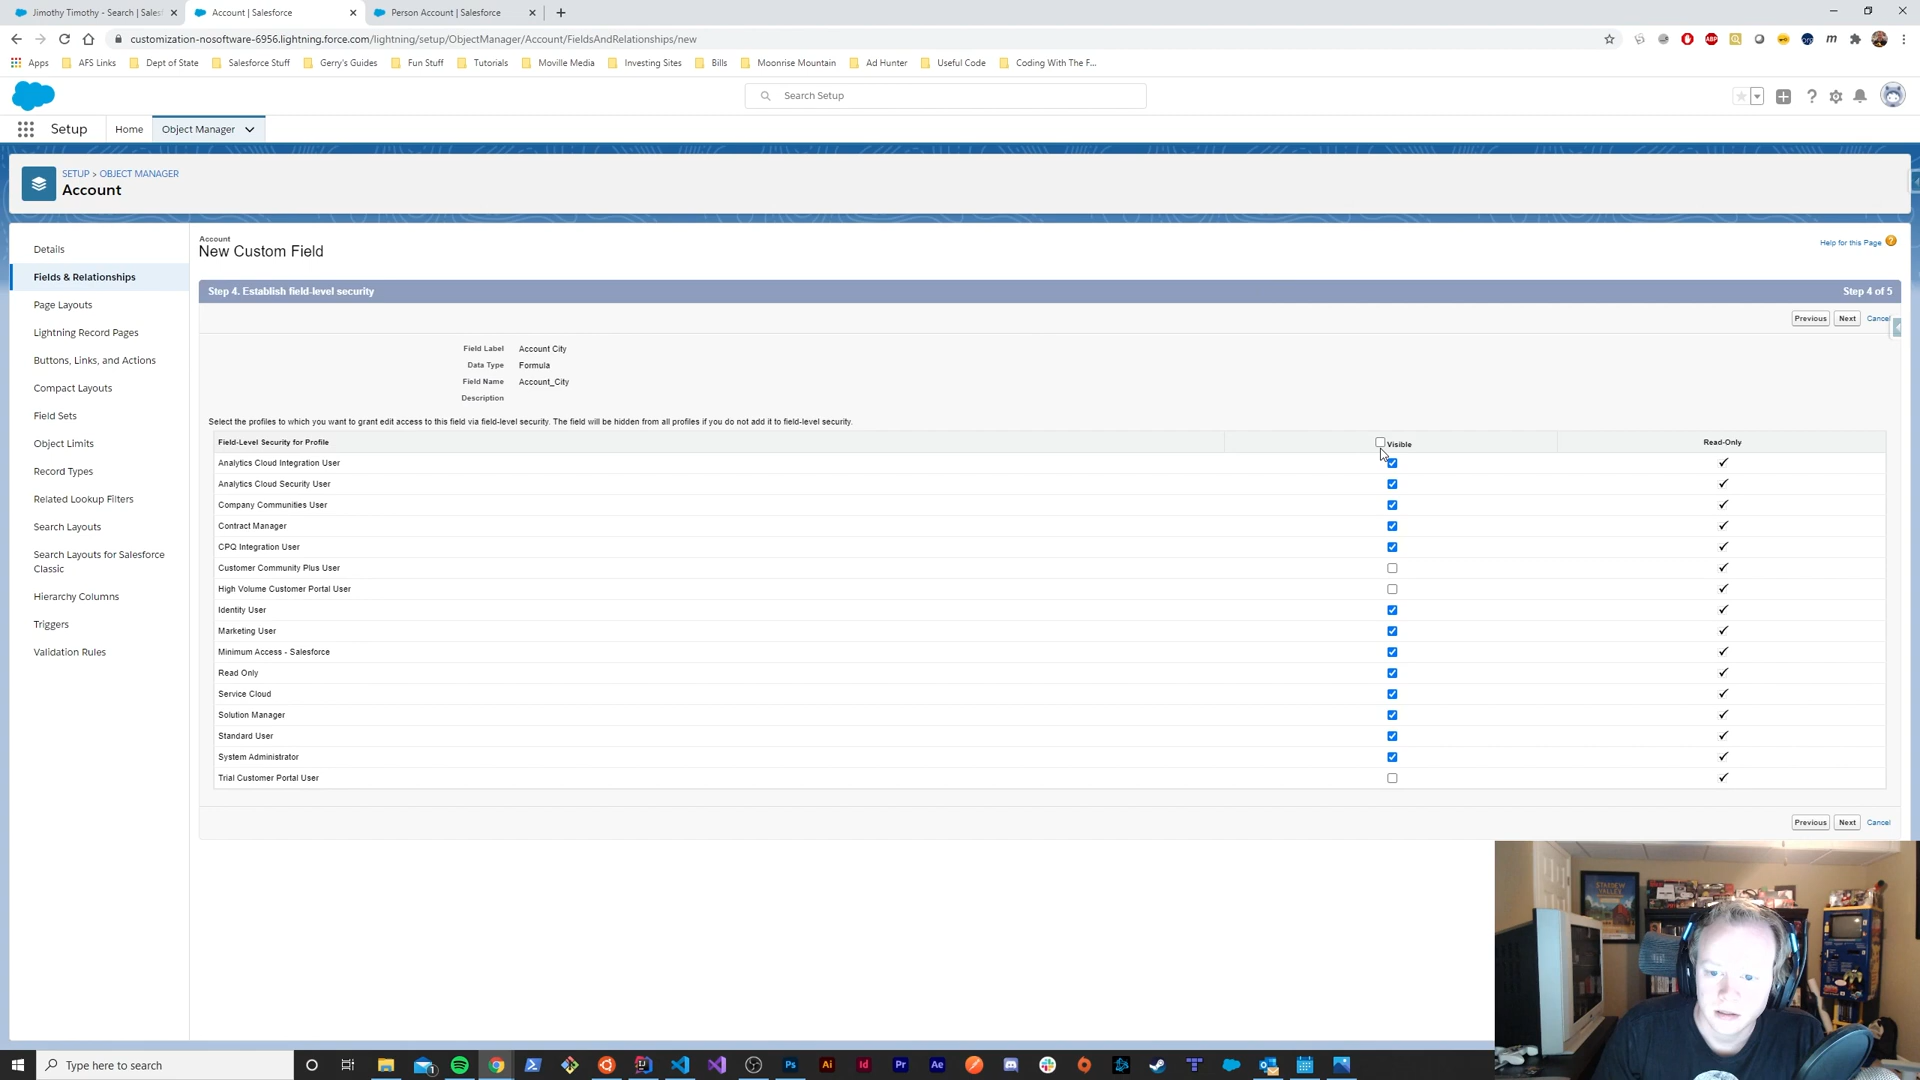 Jimothy Timothy - Search | Salesf
Account | Salesforce
Person Account | Salesforce
customization-nosoftware-6956.lightning.force.com/lightning/setup/ObjectManager/Account/FieldsAndRelationships/new
Apps
AFS Links
Dept of State
Salesforce Stuff
Gerry's Guides
Fun Stuff
Tutorials
Moville Media
Investing Sites
Bills
Moonrise Mountain
Ad Hunter
Useful Code
Coding With The F...
Search Setup
Setup
Home
Object Manager
SETUP > OBJECT MANAGER
Account
Details
Fields & Relationships
Page Layouts
Lightning Record Pages
Buttons, Links, and Actions
Compact Layouts
Field Sets
Object Limits
Record Types
Related Lookup Filters
Search Layouts
Search Layouts for Salesforce
Classic
Hierarchy Columns
Triggers
Validation Rules
Account
New Custom Field
Help for this Page
Step 4. Establish field-level security
Step 4 of 5
Previous
Next
Cancel
Field Label Account City
Data Type Formula
Field Name Account_City
Description
Select the profiles to which you want to grant edit access to this field via field-level security. The field will be hidden from all profiles if you do not add it to field-level security.
Field-Level Security for Profile
Visible
Read-Only
Analytics Cloud Integration User
Analytics Cloud Security User
Company Communities User
Contract Manager
CPQ Integration User
Customer Community Plus User
High Volume Customer Portal User
Identity User
Marketing User
Minimum Access - Salesforce
Read Only
Service Cloud
Solution Manager
Standard User
System Administrator
Trial Customer Portal User
Previous
Next
Cancel
STARDEW
VALLEY
Type here to search